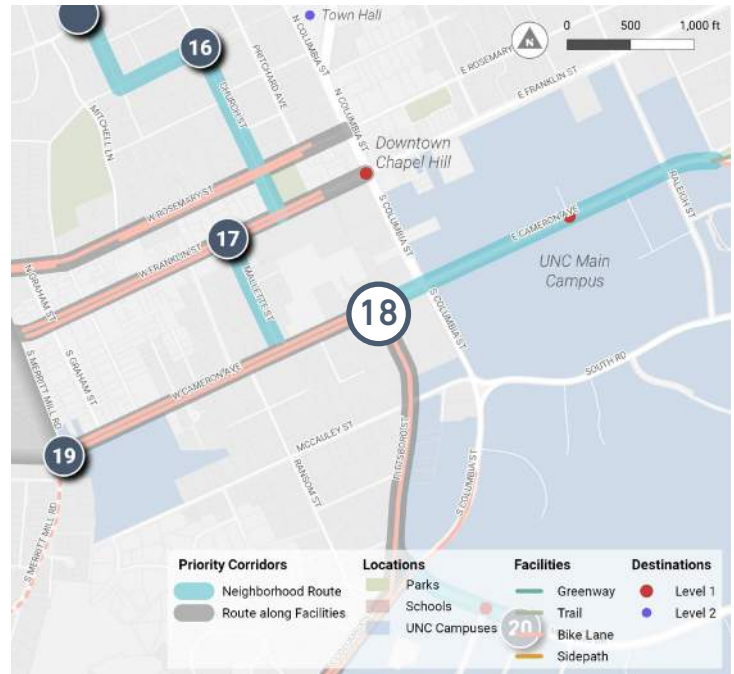 Town Hall
0 500 1,000 ft
N
16
PRITCHARD AVE
N COLUMBIA ST
E ROSEMARY
E FRANKLIN ST
MITCHELL LN
CHURCH ST
N COLUMBIA ST
Downtown
Chapel Hill
W ROSEMARY ST
RALEIGH ST
S COLUMBIA ST
E CAMERON AVE
17
W FRANKLIN ST
UNC Main
Campus
N GRAHAM ST
MALLETTE ST
18
S COLUMBIA ST
S GRAHAM ST
S MERRITT MILL RD
W CAMERON AVE
SOUTH RD
MCCAULEY ST
19
RANSOM ST
S COLUMBIA ST
S MERRITT MILL RD
Priority Corridors
Neighborhood Route
Route along Facilities
Locations
Parks
Schools
UNC Campuses
Facilities
Greenway
Trail
Bike Lane
Sidepath
Destinations
Level 1
Level 2
20